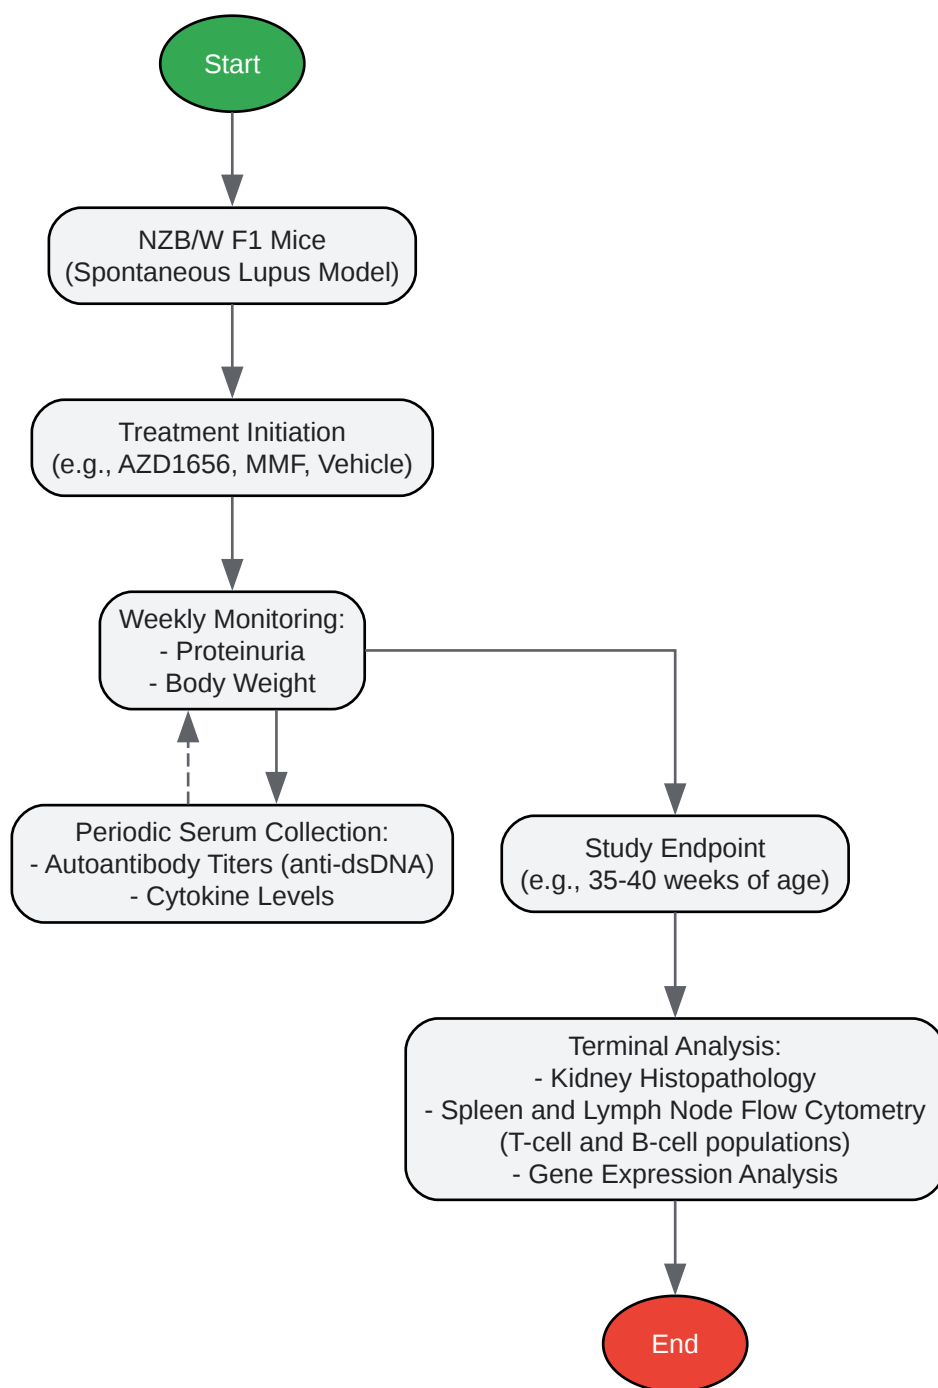 Start
NZB/W F1 Mice
(Spontaneous Lupus Model)
Treatment Initiation
(e.g., AZD1656, MMF, Vehicle)
Weekly Monitoring:
- Proteinuria
- Body Weight
Periodic Serum Collection:
- Autoantibody Titers (anti-dsDNA)
- Cytokine Levels
Study Endpoint
(e.g., 35-40 weeks of age)
Terminal Analysis:
- Kidney Histopathology
- Spleen and Lymph Node Flow Cytometry
(T-cell and B-cell populations)
- Gene Expression Analysis
End